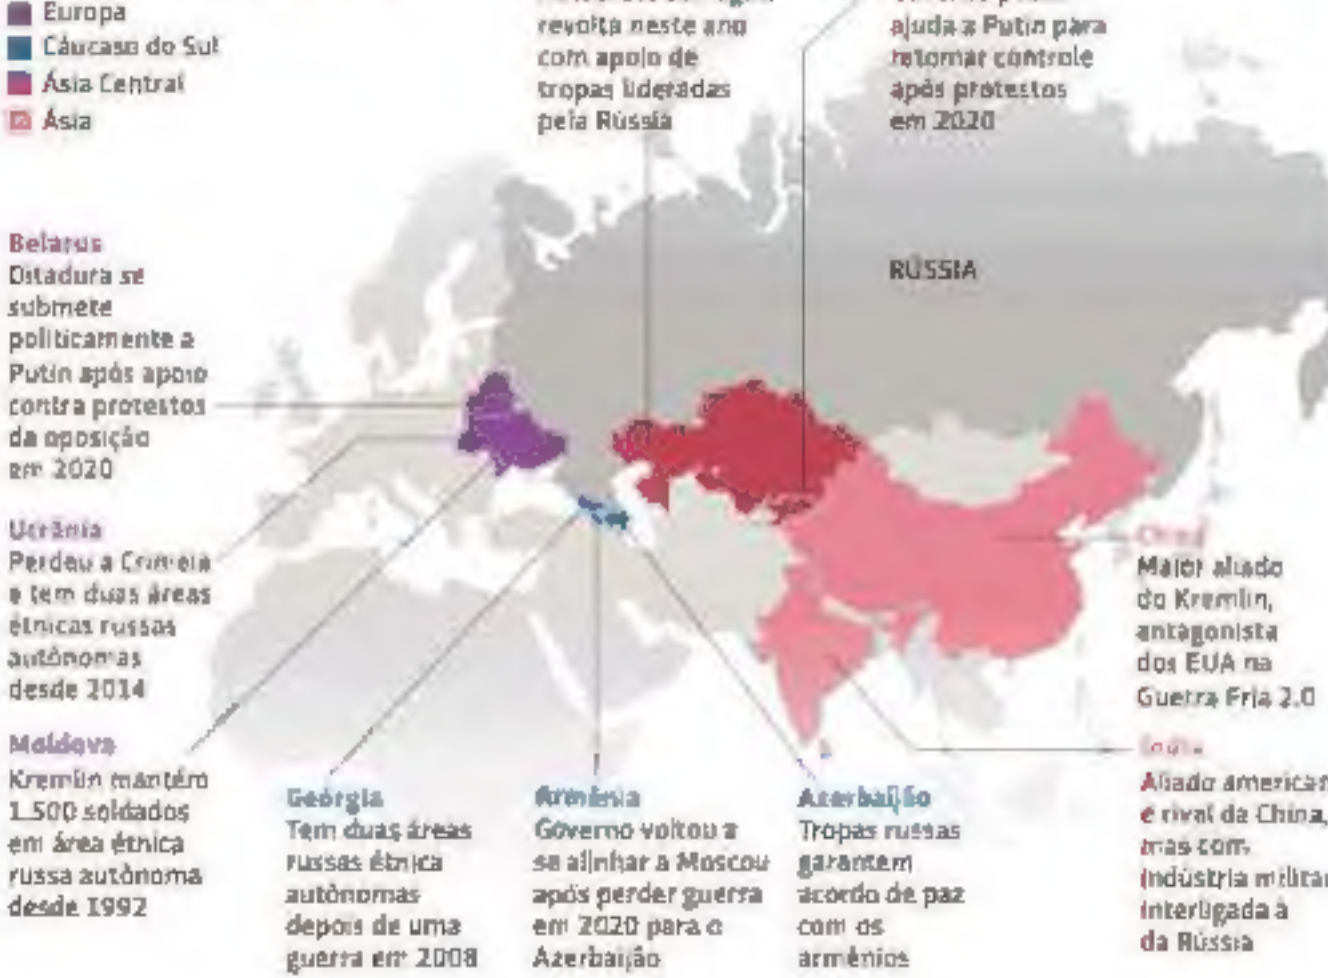 Europa
Cáucaso do Sul
Ásia Central
Ásia
revolta neste ano
com apoio de
tropas lideradas
pela Rússia
ajuda a Putin para
retomar controle
após protestos
em 2020
RÚSSIA
Belarus
Ditadura se
submete
politicamente a
Putin após apoio
contra protestos
da oposição
em 2020
Ucrânia
Perdeu a Crimeia
e tem duas áreas
étnicas russas
autônomas
desde 2014
Moldova
Kremlin mantém
1.500 soldados
em área étnica
russa autônoma
desde 1992
Geórgia
Tem duas áreas
russas étnica
autônomas
depois de uma
guerra em 2008
Armênia
Governo voltou a
se alinhar a Moscou
após perder guerra
em 2020 para o
Azerbaijão
Azerbaijão
Tropas russas
garantem
acordo de paz
com os
armênios
China
Maior aliado
do Kremlin,
antagonista
dos EUA na
Guerra Fria 2.0
Índia
Aliado american
e rival da China,
mas com
indústria militar
interligada à
da Rússia